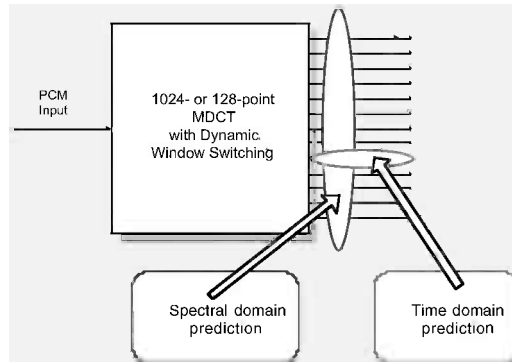 PCM
Input
1024- or 128-point
MDCT
with Dynamic
Window Switching
Spectral domain
prediction
Time domain
prediction